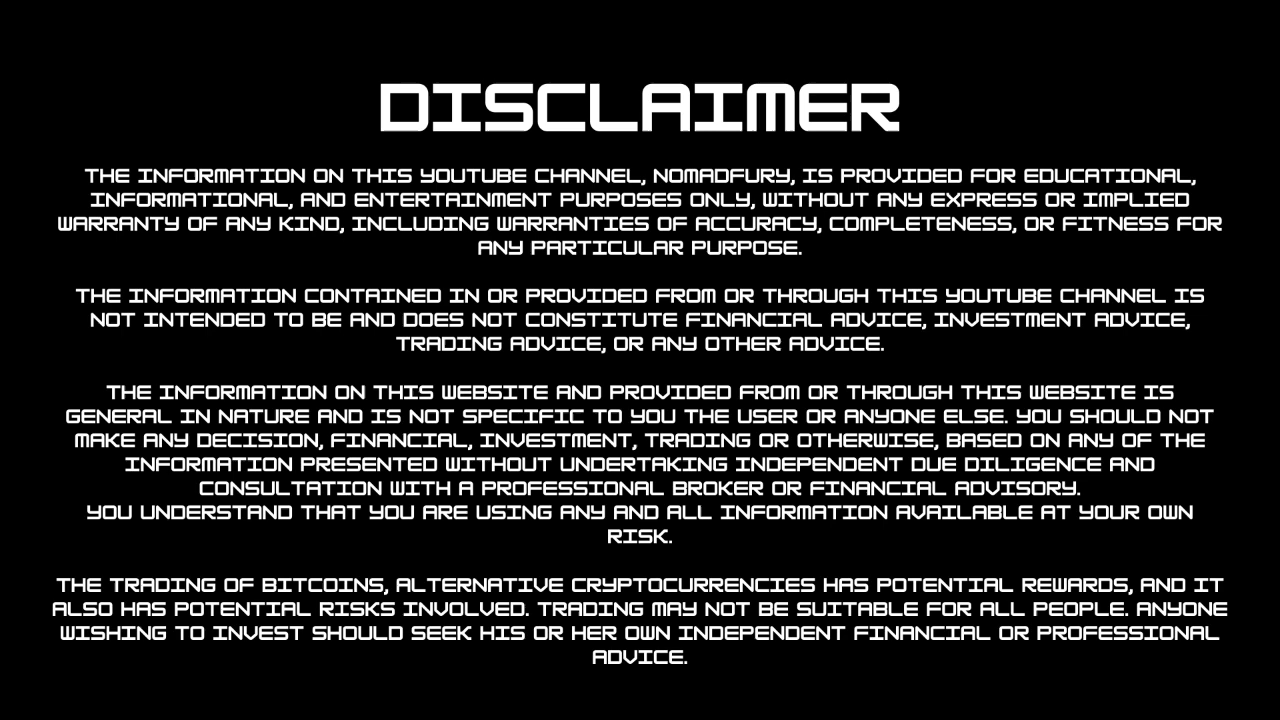 DISCLAIMER
THE INFORMATION ON THIS YOUTUBE CHANNEL, NOMADFURY, IS PROVIDED FOR EDUCATIONAL,
INFORMATIONAL, AND ENTERTAINMENT PURPOSES ONLY, WITHOUT ANY EXPRESS OR IMPLIED
WARRANTY OF ANY KIND, INCLUDING WARRANTIES OF ACCURACY, COMPLETENESS, OR FITNESS FOR
ANY PARTICULAR PURPOSE.
THE INFORMATION CONTAINED IN OR PROVIDED FROM OR THROUGH THIS YOUTUBE CHANNEL IS
NOT INTENDED TO BE AND DOES NOT CONSTITUTE FINANCIAL ADVICE, INVESTMENT ADVICE,
TRADING ADVICE, OR ANY OTHER ADVICE.
THE INFORMATION ON THIS WEBSITE AND PROVIDED FROM OR THROUGH THIS WEBSITE IS
GENERAL IN NATURE AND IS NOT SPECIFIC TO YOU THE USER OR ANYONE ELSE. YOU SHOULD NOT
MAKE ANY DECISION, FINANCIAL, INVESTMENT, TRADING OR OTHERWISE, BASED ON ANY OF THE
INFORMATION PRESENTED WITHOUT UNDERTAKING INDEPENDENT DUE DILIGENCE AND
CONSULTATION WITH A PROFESSIONAL BROKER OR FINANCIAL ADVISORY.
YOU UNDERSTAND THAT YOU ARE USING ANY AND ALL INFORMATION AVAILABLE AT YOUR OWN
RISK.
THE TRADING OF BITCOINS, ALTERNATIVE CRYPTOCURRENCIES HAS POTENTIAL REWARDS, AND IT
ALSO HAS POTENTIAL RISKS INVOLVED. TRADING MAY NOT BE SUITABLE FOR ALL PEOPLE. ANYONE
WISHING TO INVEST SHOULD SEEK HIS OR HER OWN INDEPENDENT FINANCIAL OR PROFESSIONAL
ADVICE.